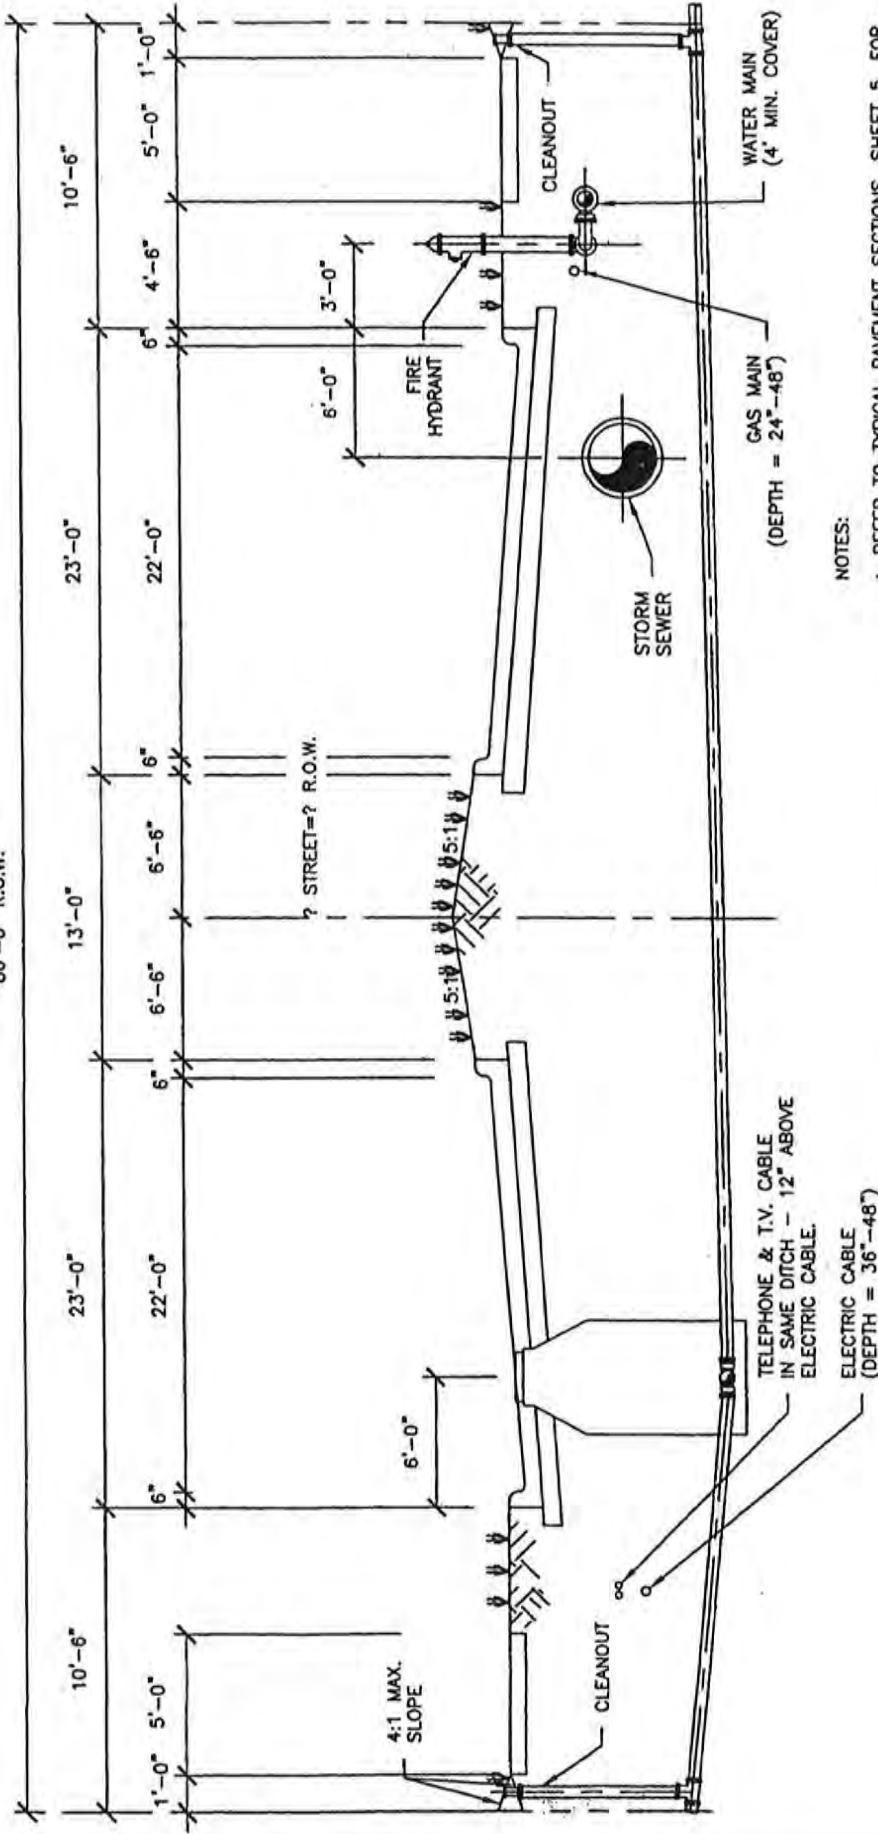 10'-6"
23'-0"
13'-0"
23'-0"
10'-6"
1'-0"
5'-0"
6"
22'-0"
6"
6'-6"
6'-6"
6"
22'-0"
6"
4'-6"
5'-0"
1'-0"
? STREET=? R.O.W.
6'-0"
6'-0"
3'-0"
4:1 MAX.
SLOPE
5:1
5:1
FIRE
HYDRANT
CLEANOUT
CLEANOUT
STORM
SEWER
WATER MAIN
(4' MIN. COVER)
GAS MAIN
(DEPTH = 24"-48")
TELEPHONE & T.V. CABLE
IN SAME DITCH - 12" ABOVE
ELECTRIC CABLE.
ELECTRIC CABLE
(DEPTH = 36"-48")
NOTES: